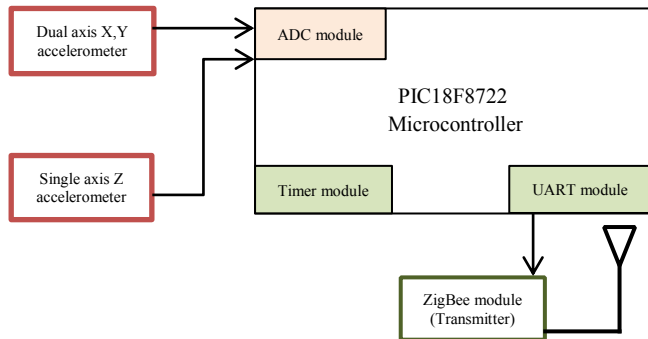 Dual axis X,Y
accelerometer
ADC module
PIC18F8722
Microcontroller
Single axis Z
accelerometer
Timer module
UART module
ZigBee module
(Transmitter)